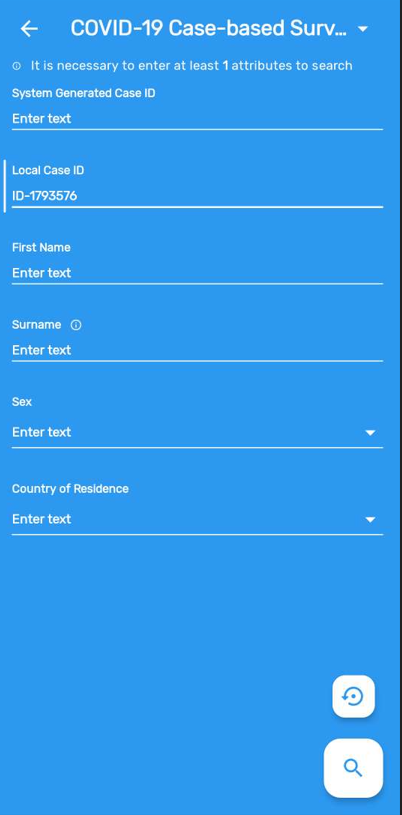 COVID-19 Case-based Surv...
It is necessary to enter at least 1 attributes to search
System Generated Case ID
Enter text
Local Case ID
ID-1793576
First Name
Enter text
Surname
Enter text
Sex
Enter text
Country of Residence
Enter text